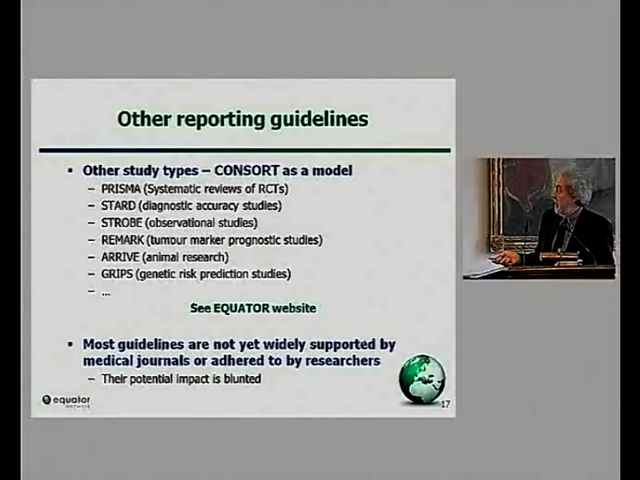 Other reporting guidelines
Other study types – CONSORT as a model
– PRISMA (Systematic reviews of RCTs)
– STARD (diagnostic accuracy studies)
– STROBE (observational studies)
– REMARK (tumour marker prognostic studies)
– ARRIVE (animal research)
– GRIPS (genetic risk prediction studies)
– ...
See EQUATOR website
Most guidelines are not yet widely supported by
medical journals or adhered to by researchers
– Their potential impact is blunted
equator
network
17